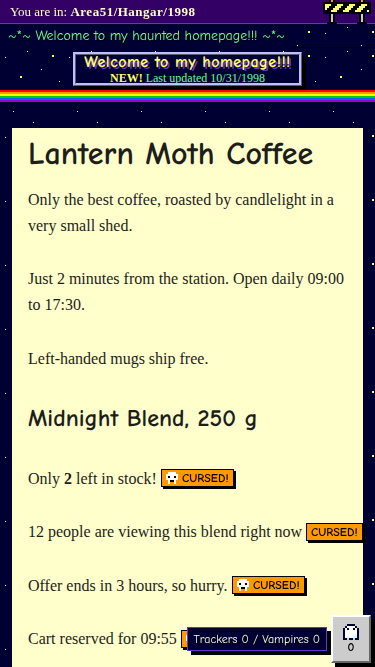 You are in: Area51/Hangar/1998
~*~ Welcome to my haunted homepage!!! ~*~
Welcome to my homepage!!!
NEW! Last updated 10/31/1998
Lantern Moth Coffee
Only the best coffee, roasted by candlelight in a
very small shed.
Just 2 minutes from the station. Open daily 09:00
to 17:30.
Left-handed mugs ship free.
Midnight Blend, 250 g
Only 2 left in stock! CURSED!
12 people are viewing this blend right now CURSED!
Offer ends in 3 hours, so hurry. CURSED!
Cart reserved for 09:55
Trackers 0 / Vampires 0
0